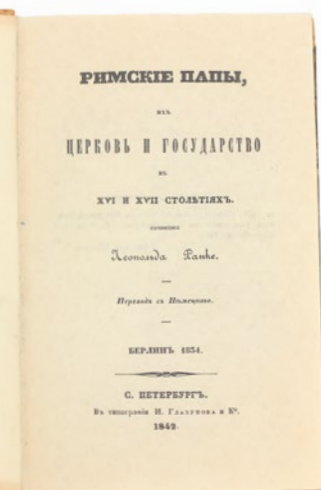 РИМСКІЕ ПАПЫ,
ИХЪ
ЦЕРКОВЬ И ГОСУДАРСТВО
ВЪ
XVI И XVII СТОЛѢТІЯХЪ.
СОЧИНЕНІЕ
Леопольда Ранке.
Переводъ съ Нѣмецкаго.
БЕРЛИНЪ 1834.
С. ПЕТЕРБУРГЪ.
Въ типографіи И. Глазунова и К°.
1842.